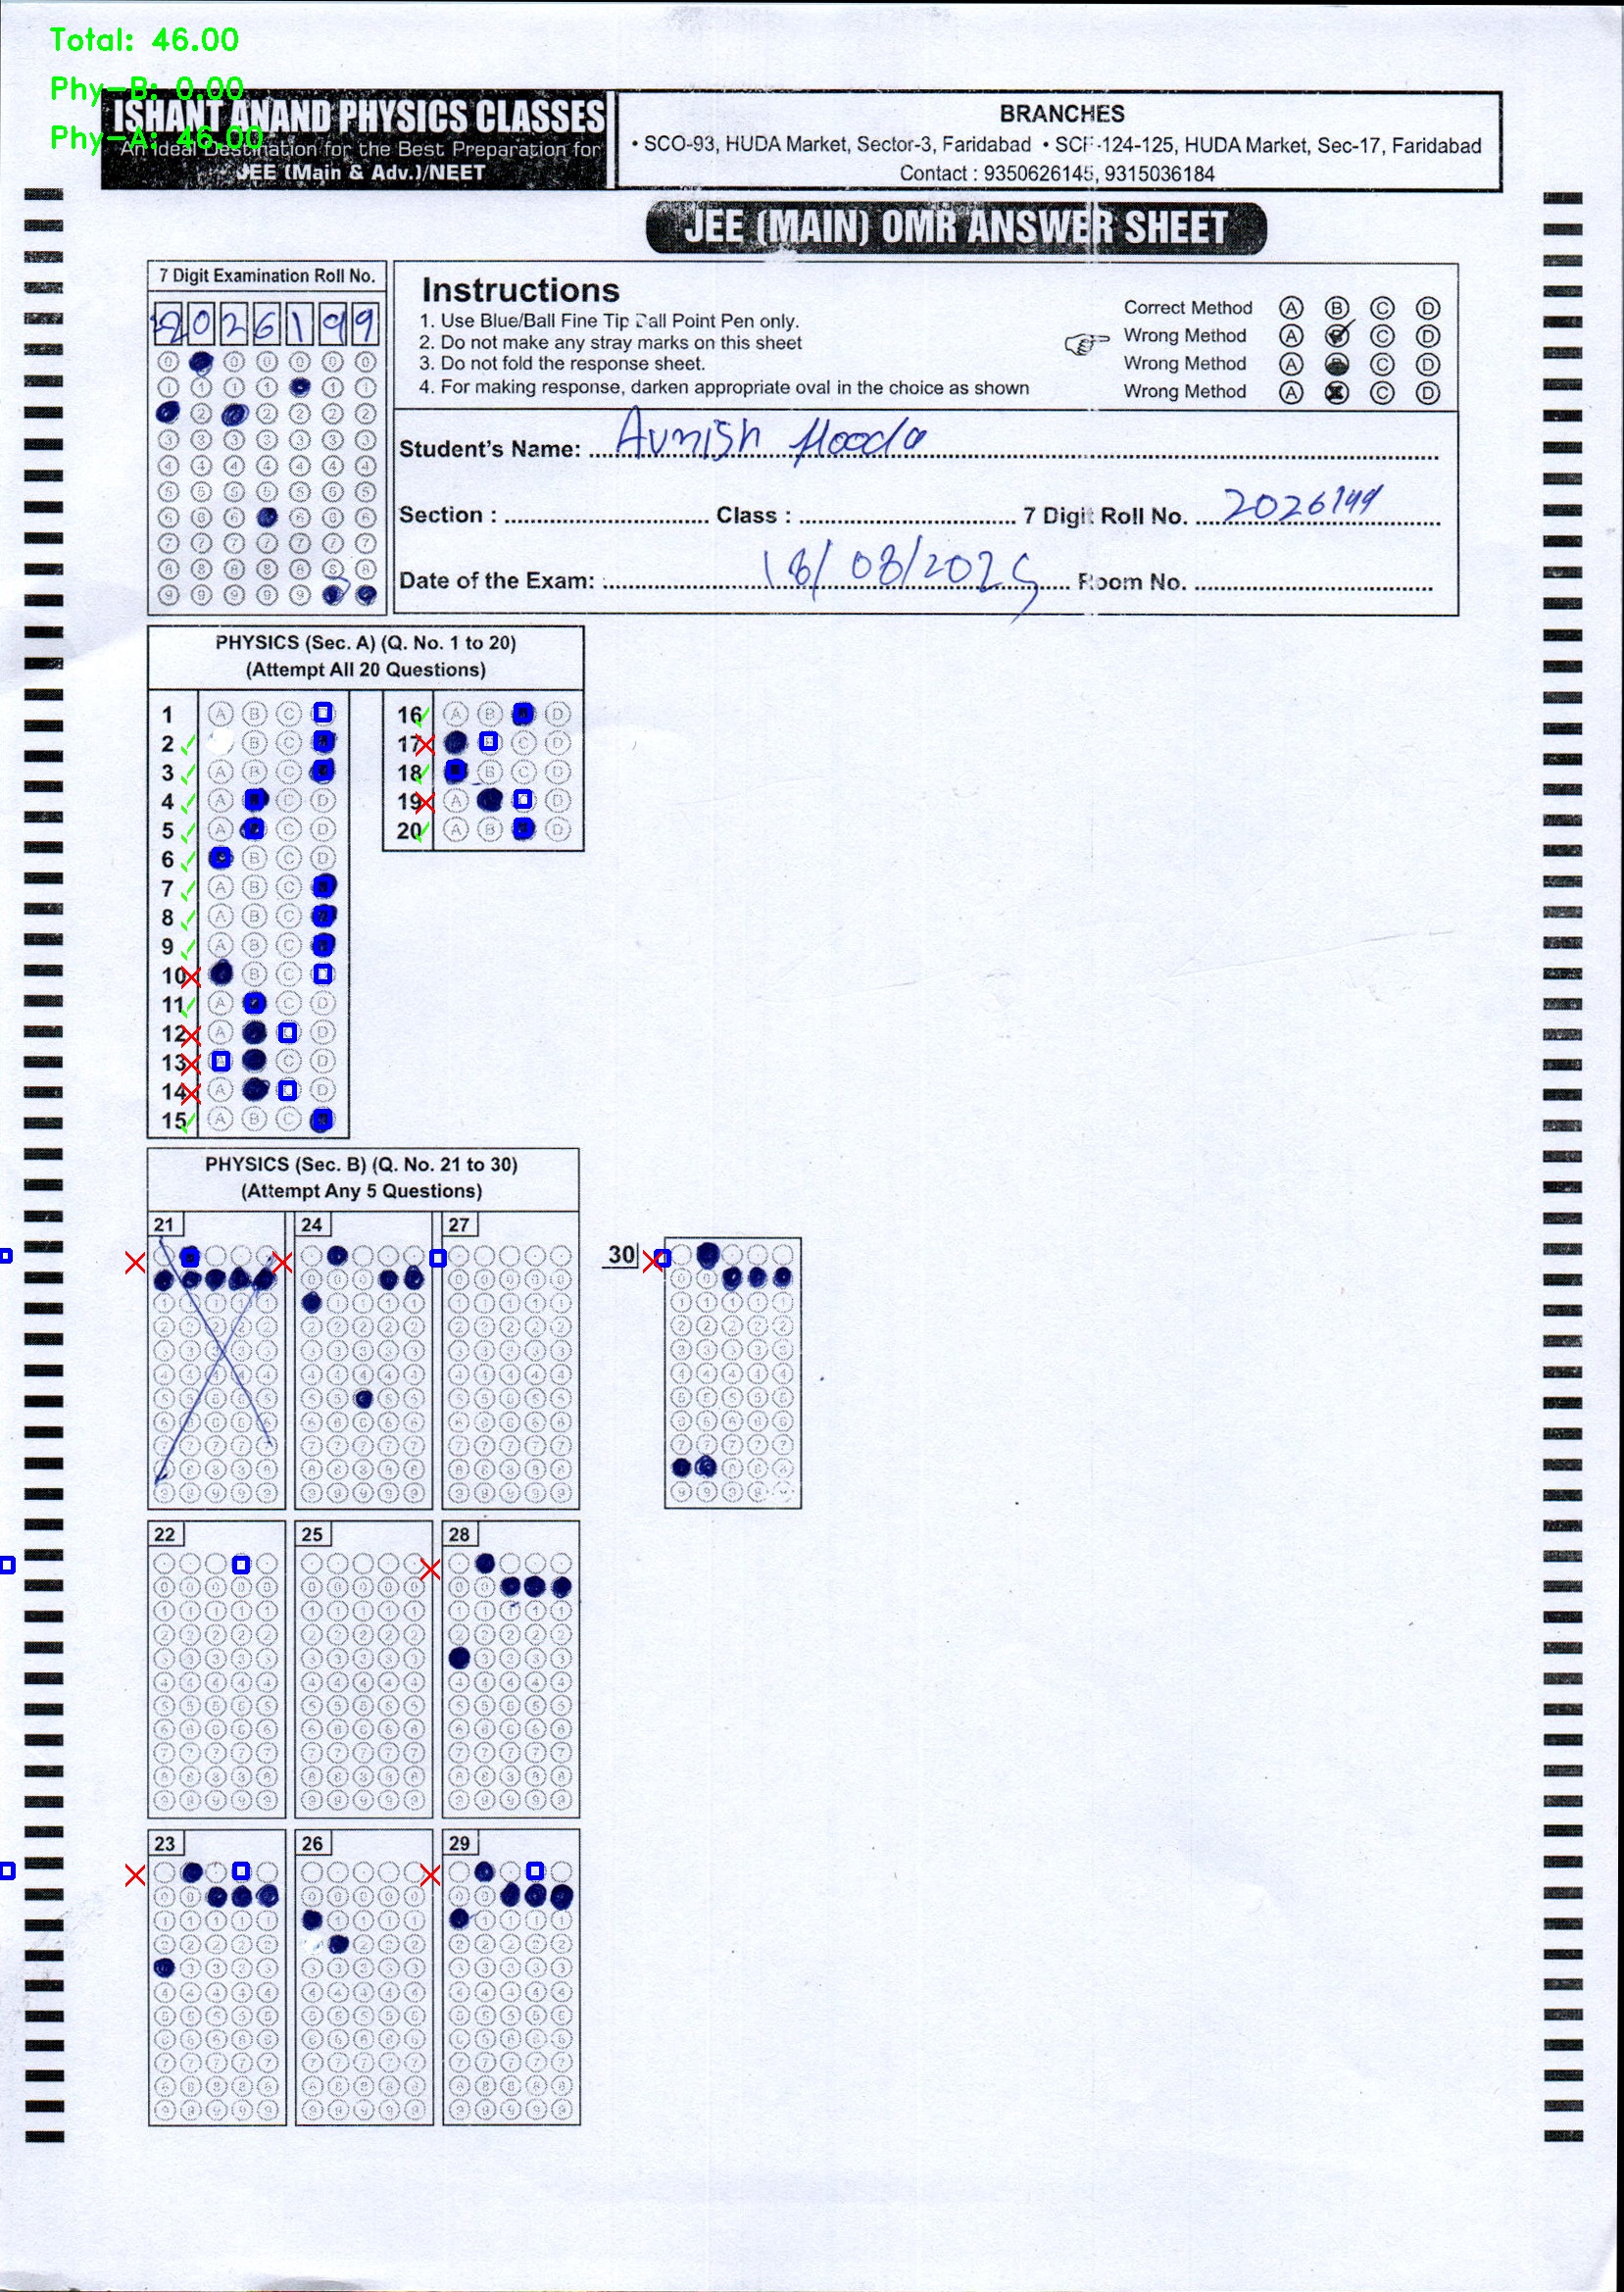 Total: 46.00
Phy-B: 0.00
Phy-A: 46.00
ISHANT ANAND PHYSICS CLASSES
An Ideal Destination for the Best Preparation for
JEE (Main & Adv.)/NEET
BRANCHES
• SCO-93, HUDA Market, Sector-3, Faridabad • SCF-124-125, HUDA Market, Sec-17, Faridabad
Contact : 9350626145, 9315036184
JEE (MAIN) OMR ANSWER SHEET
7 Digit Examination Roll No.
2026199
Instructions
1. Use Blue/Ball Fine Tip Ball Point Pen only.
2. Do not make any stray marks on this sheet
3. Do not fold the response sheet.
4. For making response, darken appropriate oval in the choice as shown
Correct Method A B C D
Wrong Method A B C D
Wrong Method A C D
Wrong Method A C D
Student's Name: Avnish Hooda
Section : Class : 7 Digit Roll No. 2026199
Date of the Exam: 18/08/2025 Room No.
PHYSICS (Sec. A) (Q. No. 1 to 20)
(Attempt All 20 Questions)
1 A B C
2 B C
3 A B C
4 A C D
5 A C D
6 B C D
7 A B C
8 A B C
9 A B C
10 B C
11 A C D
12 A D
13 C D
14 A D
15 A B C
16 A B D
17 C D
18 B C D
19 A D
20 A B D
PHYSICS (Sec. B) (Q. No. 21 to 30)
(Attempt Any 5 Questions)
21 24 27
30
22 25 28
23 26 29